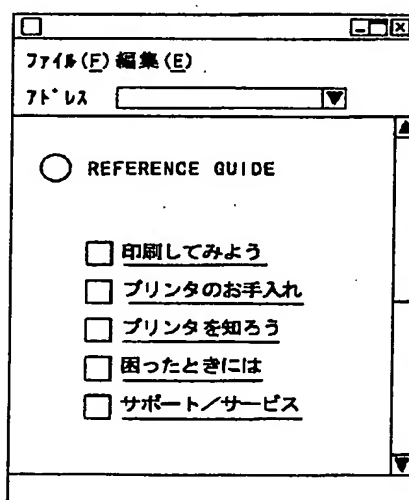 ファイル(F) 編集(E)
アドレス
REFERENCE GUIDE
印刷してみよう
プリンタのお手入れ
プリンタを知ろう
困ったときには
サポート／サービス